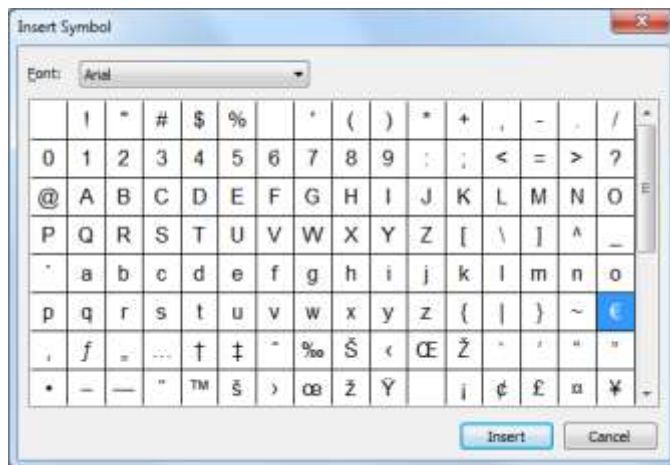 Insert Symbol
Font: Arial
! " # $ % ' ( ) * + , - . /
0 1 2 3 4 5 6 7 8 9 : ; < = > ?
@ A B C D E F G H I J K L M N O
P Q R S T U V W X Y Z [ \ ] ^ _
` a b c d e f g h i j k l m n o
p q r s t u v w x y z { | } ~ €
‚ ƒ „ … † ‡ ˆ ‰ Š ‹ Œ Ž ‘ ’ “ ”
• – — ˜ ™ š › œ ž Ÿ ¡ ¢ £ ¤ ¥
Insert Cancel